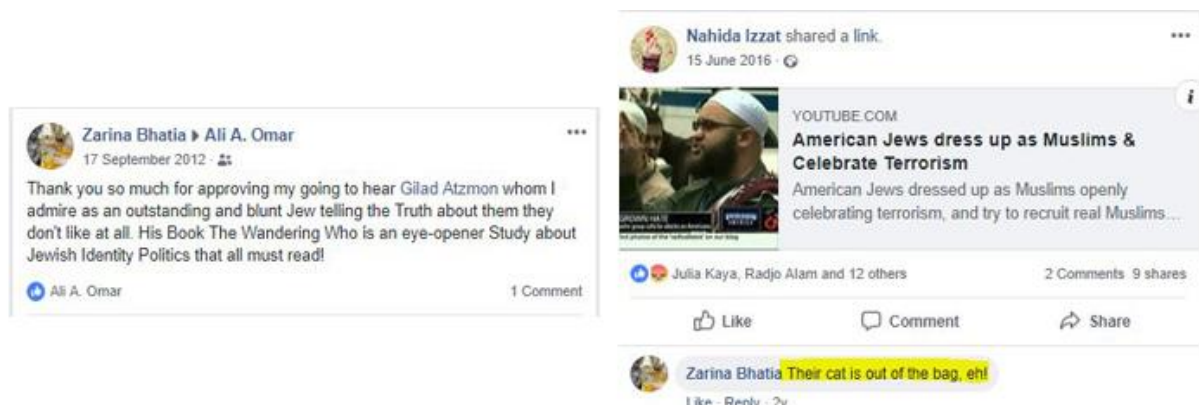 Zarina Bhatia ▸ Ali A. Omar
17 September 2012 ·
Thank you so much for approving my going to hear Gilad Atzmon whom I
admire as an outstanding and blunt Jew telling the Truth about them they
don't like at all. His Book The Wandering Who is an eye-opener Study about
Jewish Identity Politics that all must read!
Ali A. Omar
1 Comment
Nahida Izzat shared a link.
15 June 2016 ·
YOUTUBE.COM
American Jews dress up as Muslims &
Celebrate Terrorism
American Jews dressed up as Muslims openly
celebrating terrorism, and try to recruit real Muslims...
Julia Kaya, Radjo Alam and 12 others
2 Comments 9 shares
Like Comment Share
Zarina Bhatia Their cat is out of the bag, eh!
Like · Reply · 2y